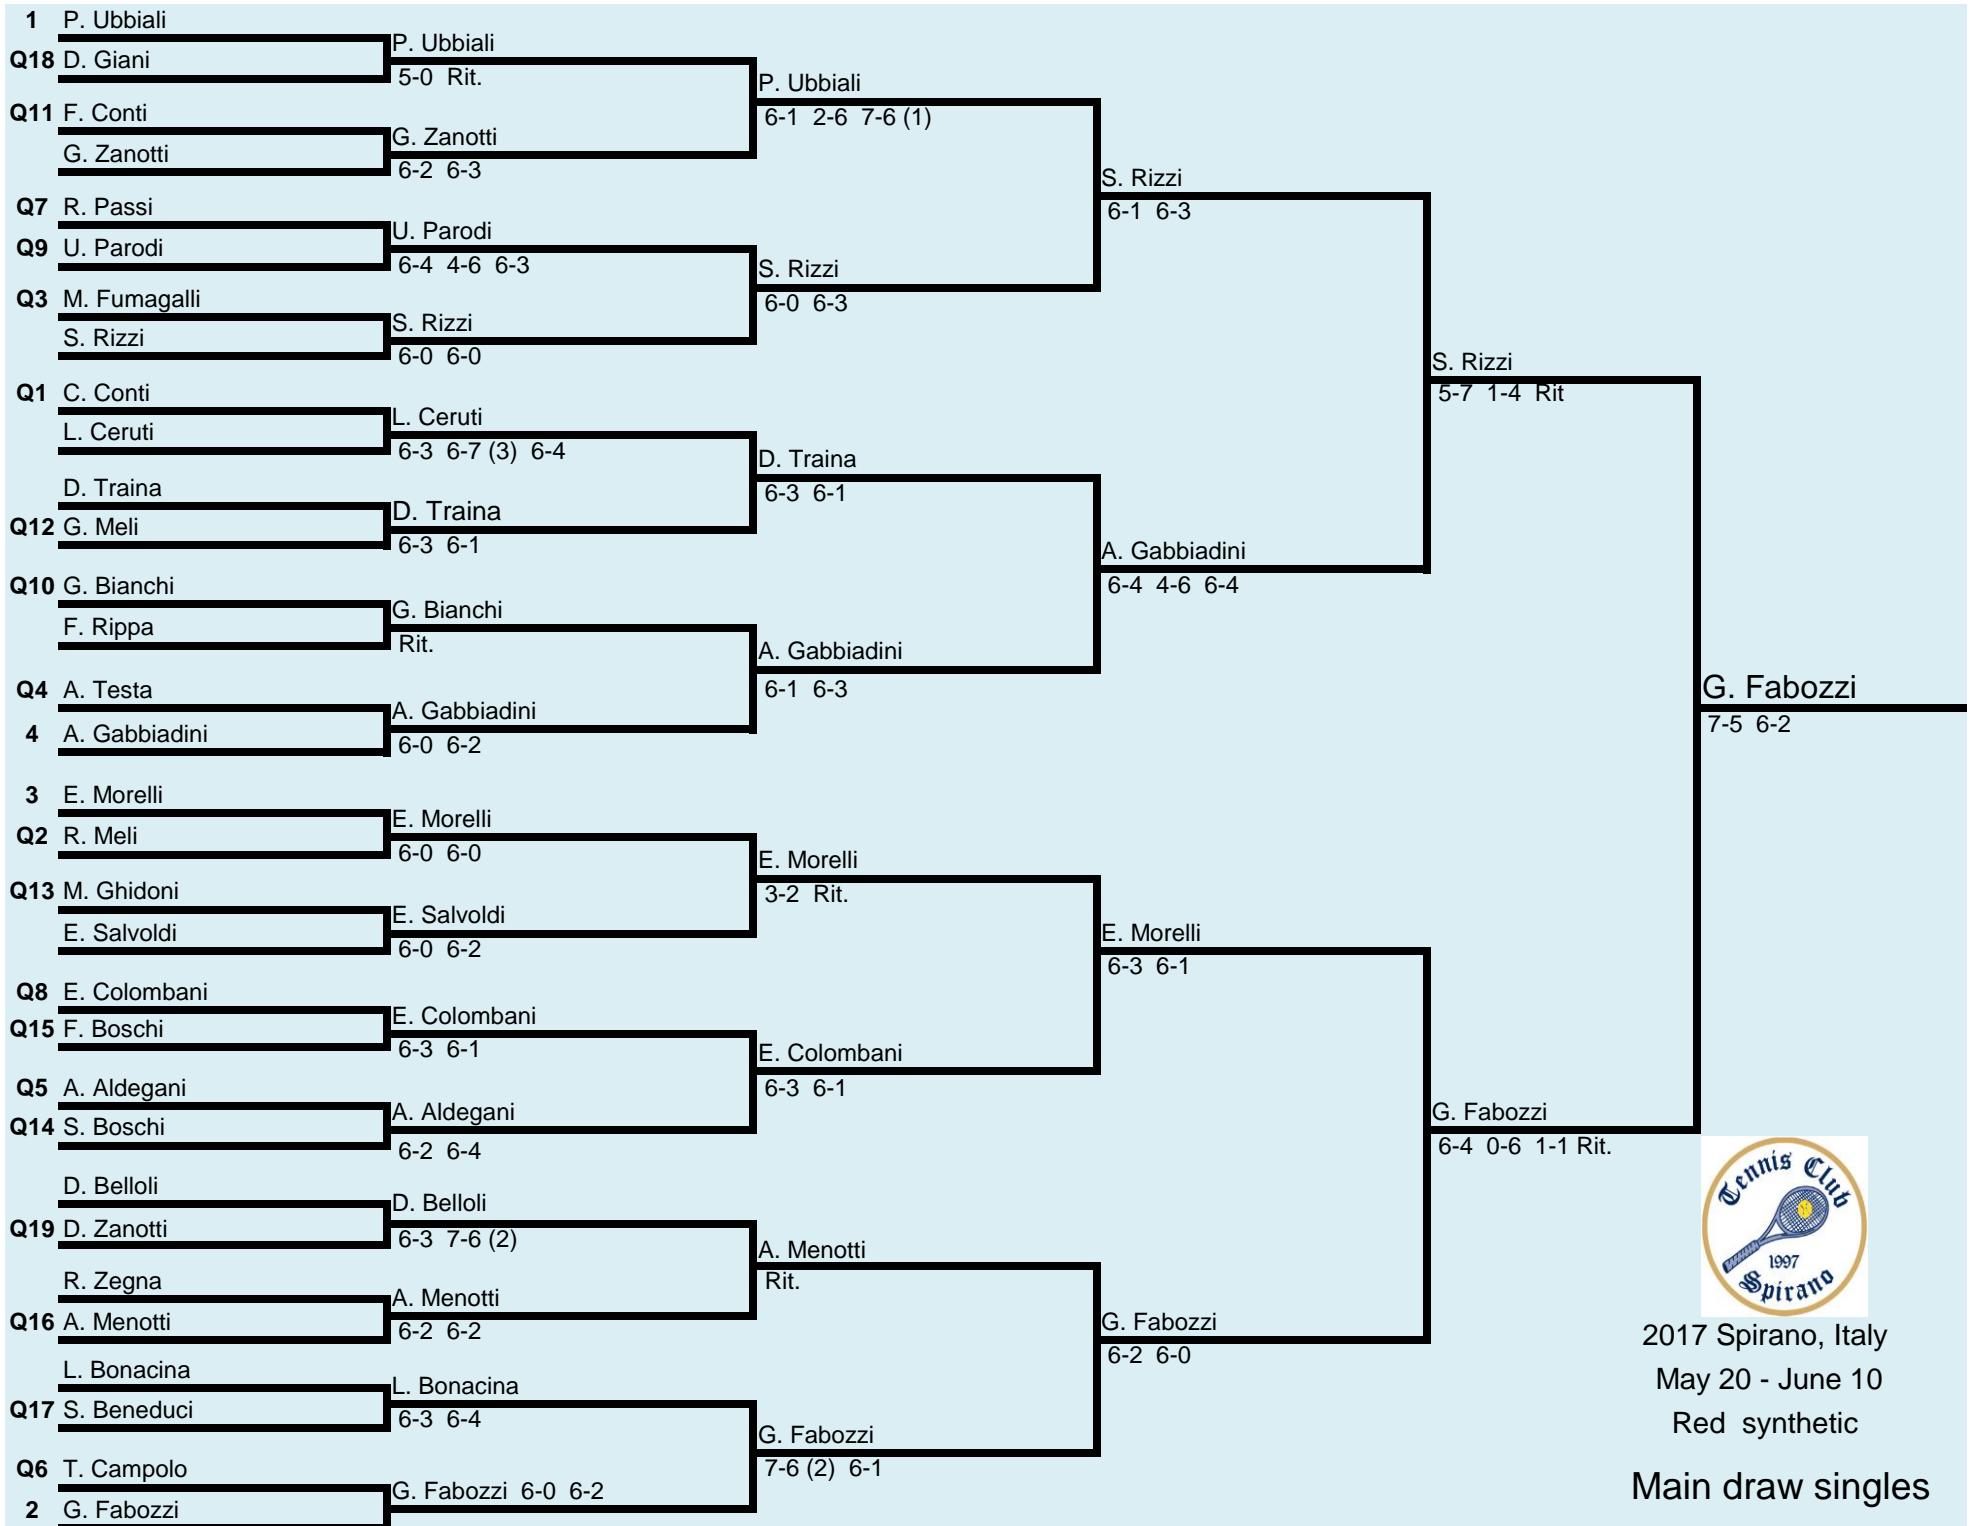 1 P. Ubbiali
Q18 D. Giani
Q11 F. Conti
G. Zanotti
Q7 R. Passi
Q9 U. Parodi
Q3 M. Fumagalli
S. Rizzi
Q1 C. Conti
L. Ceruti
D. Traina
Q12 G. Meli
Q10 G. Bianchi
F. Rippa
Q4 A. Testa
4 A. Gabbiadini
3 E. Morelli
Q2 R. Meli
Q13 M. Ghidoni
E. Salvoldi
Q8 E. Colombani
Q15 F. Boschi
Q5 A. Aldegani
Q14 S. Boschi
D. Belloli
Q19 D. Zanotti
R. Zegna
Q16 A. Menotti
L. Bonacina
Q17 S. Beneduci
Q6 T. Campolo
2 G. Fabozzi
P. Ubbiali
5-0 Rit.
G. Zanotti
6-2 6-3
U. Parodi
6-4 4-6 6-3
S. Rizzi
6-0 6-0
L. Ceruti
6-3 6-7 (3) 6-4
D. Traina
6-3 6-1
G. Bianchi
Rit.
A. Gabbiadini
6-0 6-2
E. Morelli
6-0 6-0
E. Salvoldi
6-0 6-2
E. Colombani
6-3 6-1
A. Aldegani
6-2 6-4
D. Belloli
6-3 7-6 (2)
A. Menotti
6-2 6-2
L. Bonacina
6-3 6-4
G. Fabozzi 6-0 6-2
P. Ubbiali
6-1 2-6 7-6 (1)
S. Rizzi
6-0 6-3
D. Traina
6-3 6-1
A. Gabbiadini
6-1 6-3
E. Morelli
3-2 Rit.
E. Colombani
6-3 6-1
A. Menotti
Rit.
G. Fabozzi
7-6 (2) 6-1
S. Rizzi
6-1 6-3
A. Gabbiadini
6-4 4-6 6-4
E. Morelli
6-3 6-1
G. Fabozzi
6-2 6-0
S. Rizzi
5-7 1-4 Rit
G. Fabozzi
6-4 0-6 1-1 Rit.
G. Fabozzi
7-5 6-2
Tennis Club
1997
Spirano
2017 Spirano, Italy
May 20 - June 10
Red synthetic
Main draw singles